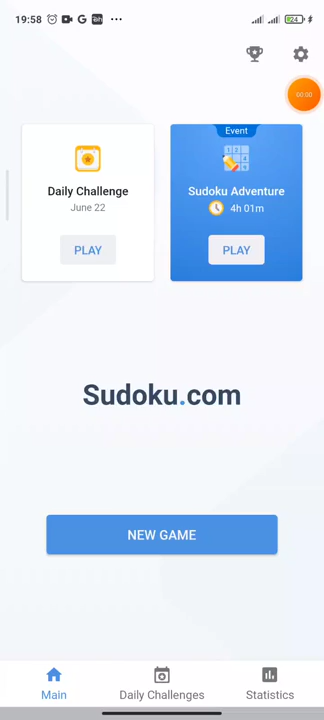 19:58
24
00:00
Event
Daily Challenge
June 22
PLAY
Sudoku Adventure
4h 01m
PLAY
Sudoku.com
NEW GAME
Main
Daily Challenges
Statistics